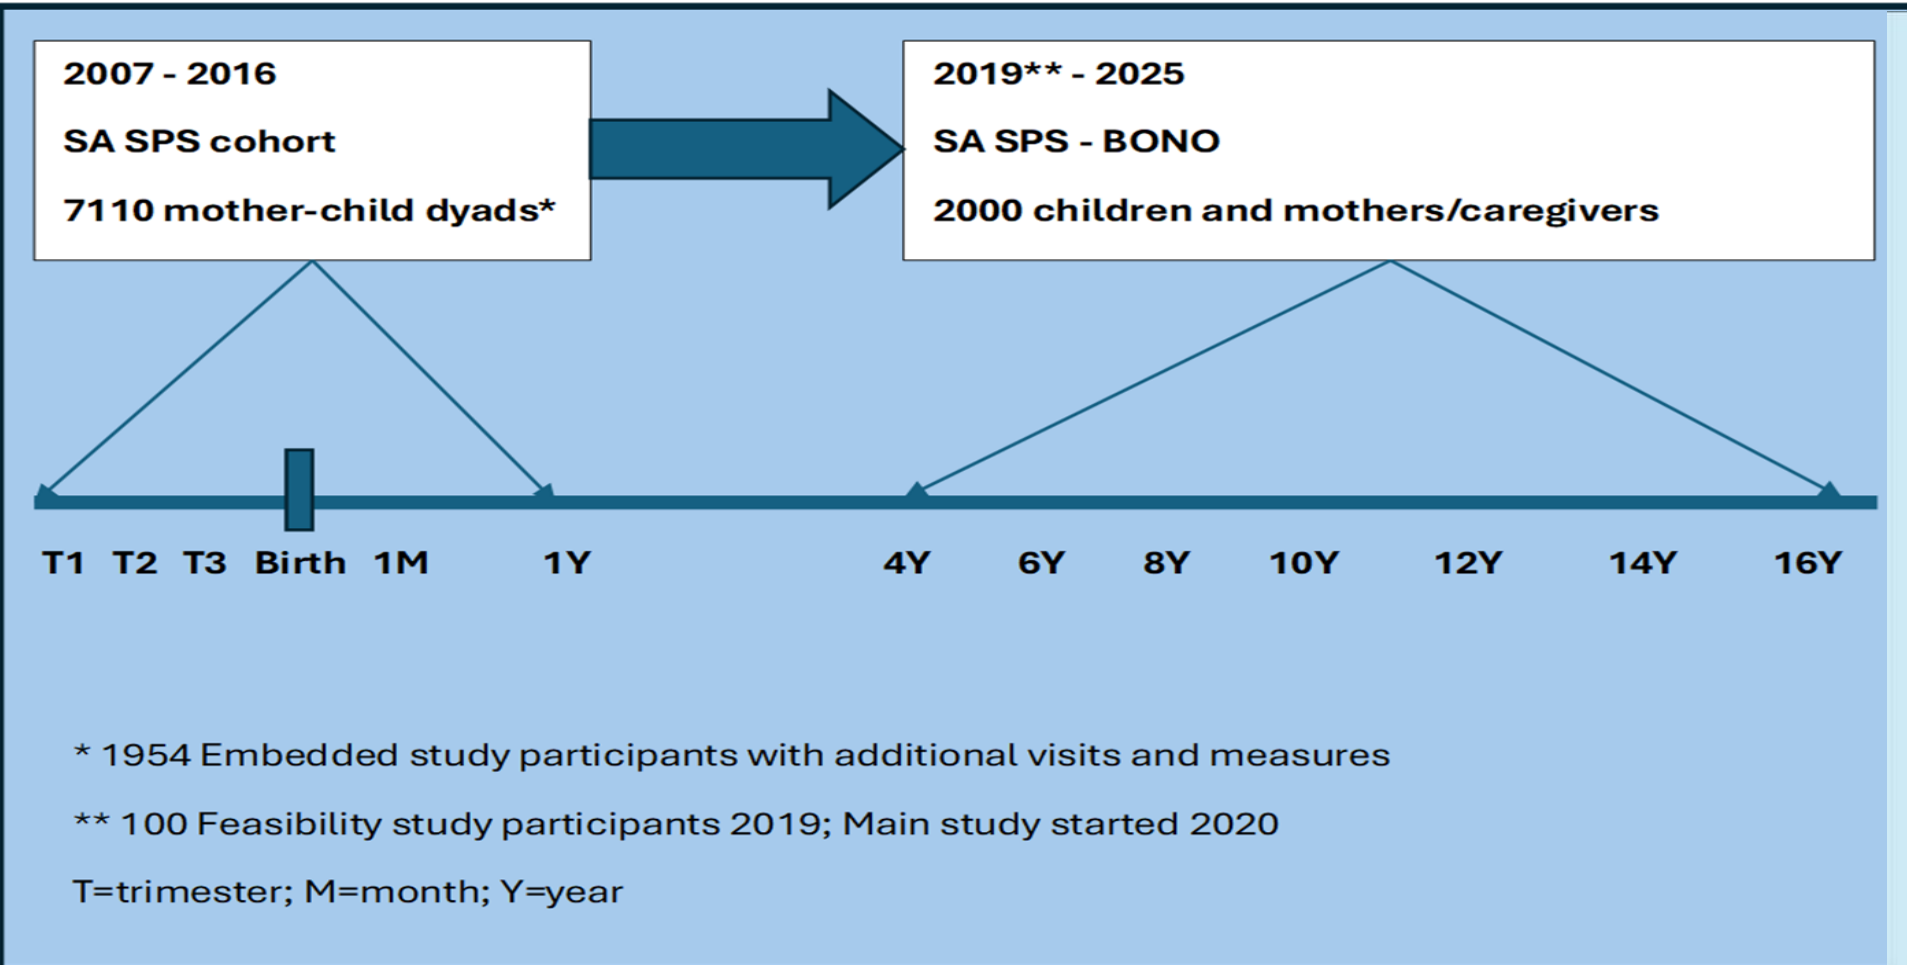 2007 - 2016
SA SPS cohort
7110 mother-child dyads*
2019** - 2025
SA SPS - BONO
2000 children and mothers/caregivers
T1 T2 T3 Birth 1M 1Y 4Y 6Y 8Y 10Y 12Y 14Y 16Y
* 1954 Embedded study participants with additional visits and measures
** 100 Feasibility study participants 2019; Main study started 2020
T=trimester; M=month; Y=year